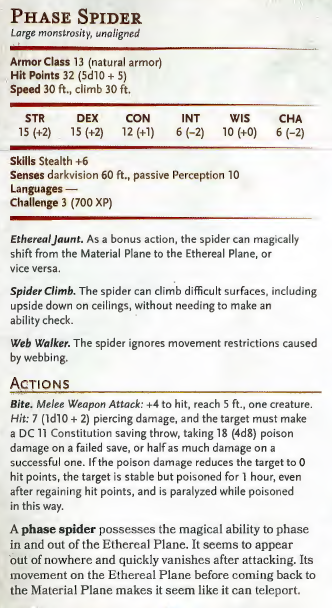 PHASE SPIDER
Large monstrosity, unaligned
Armor Class 13 (natural armor)
Hit Points 32 (5d10 + 5)
Speed 30 ft., climb 30 ft.
STR DEX CON INT WIS CHA
15 (+2) 15 (+2) 12 (+1) 6 (−2) 10 (+0) 6 (−2)
Skills Stealth +6
Senses darkvision 60 ft., passive Perception 10
Languages —
Challenge 3 (700 XP)
Ethereal Jaunt. As a bonus action, the spider can magically
shift from the Material Plane to the Ethereal Plane, or
vice versa.
Spider Climb. The spider can climb difficult surfaces, including
upside down on ceilings, without needing to make an
ability check.
Web Walker. The spider ignores movement restrictions caused
by webbing.
ACTIONS
Bite. Melee Weapon Attack: +4 to hit, reach 5 ft., one creature.
Hit: 7 (1d10 + 2) piercing damage, and the target must make
a DC 11 Constitution saving throw, taking 18 (4d8) poison
damage on a failed save, or half as much damage on a
successful one. If the poison damage reduces the target to 0
hit points, the target is stable but poisoned for 1 hour, even
after regaining hit points, and is paralyzed while poisoned
in this way.
A phase spider possesses the magical ability to phase
in and out of the Ethereal Plane. It seems to appear
out of nowhere and quickly vanishes after attacking. Its
movement on the Ethereal Plane before coming back to
the Material Plane makes it seem like it can teleport.